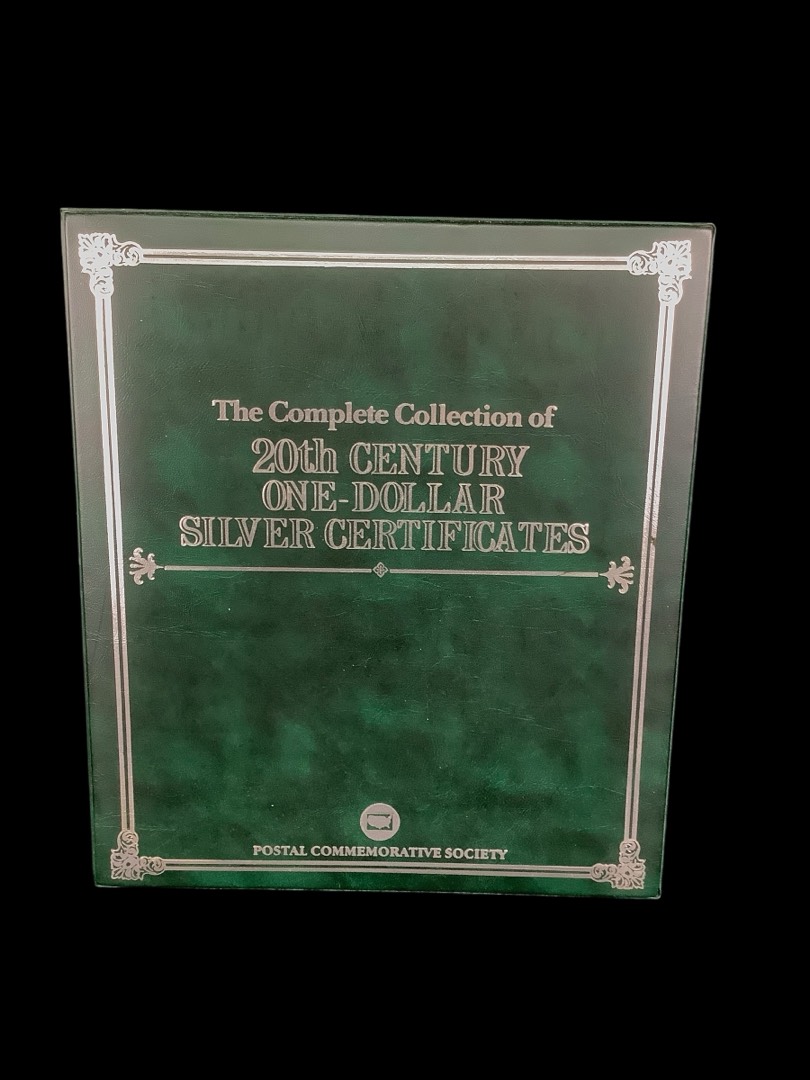 The Complete Collection of
20th CENTURY
ONE-DOLLAR
SILVER CERTIFICATES
POSTAL COMMEMORATIVE SOCIETY